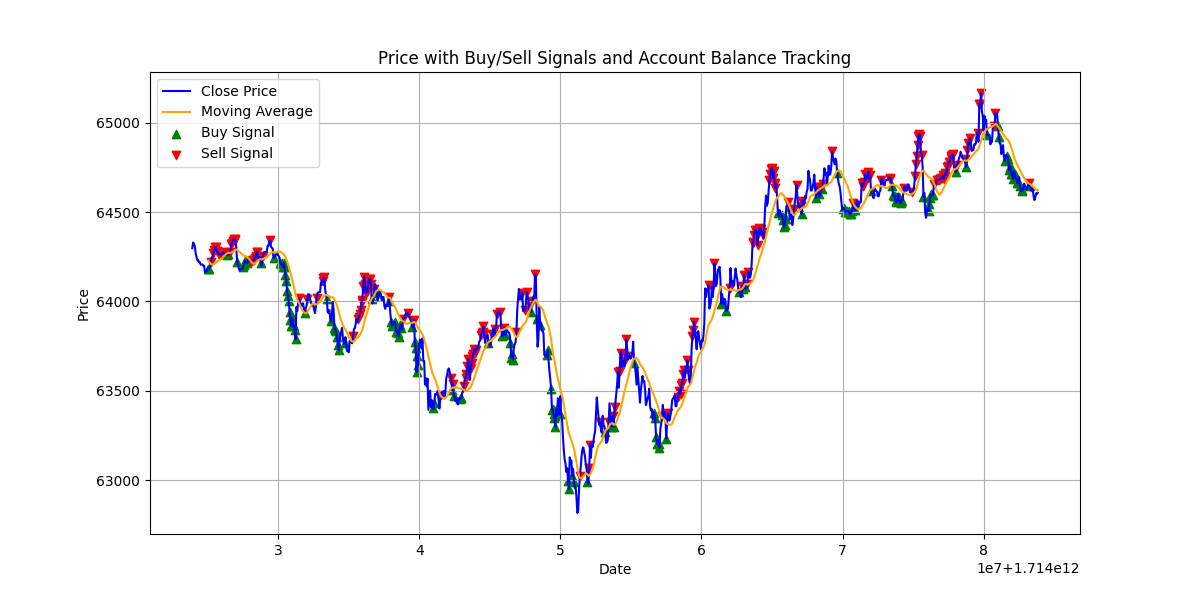 Price with Buy/Sell Signals and Account Balance Tracking
Close Price
Moving Average
Buy Signal
Sell Signal
Price
65000
64500
64000
63500
63000
3 4 5 6 7 8
Date
1e7+1.714e12